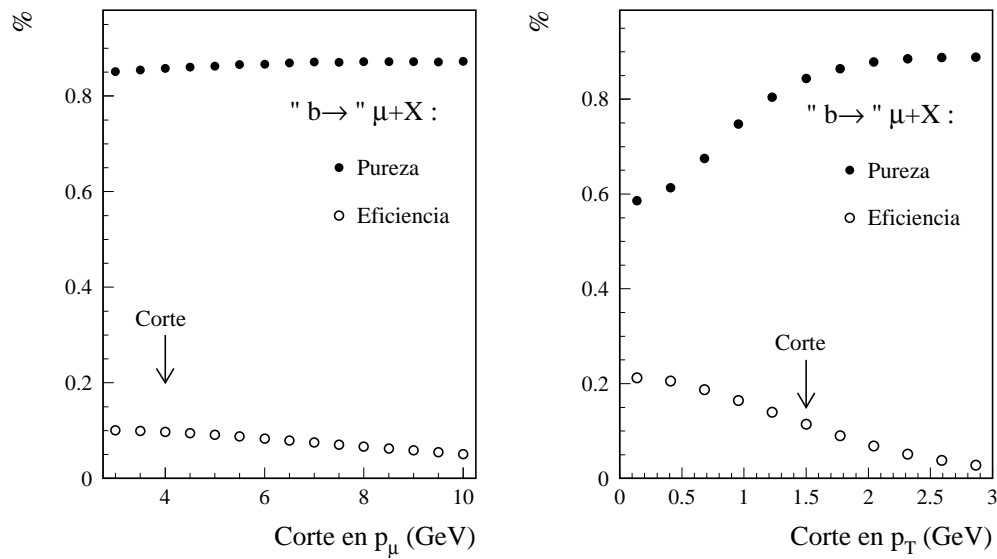 %
0.8
0.6
0.4
0.2
0
" b→ " μ+X :
Pureza
Eficiencia
Corte
4 6 8 10
Corte en pμ (GeV)
%
0.8
0.6
0.4
0.2
0
" b→ " μ+X :
Pureza
Eficiencia
Corte
0 0.5 1 1.5 2 2.5 3
Corte en pT (GeV)